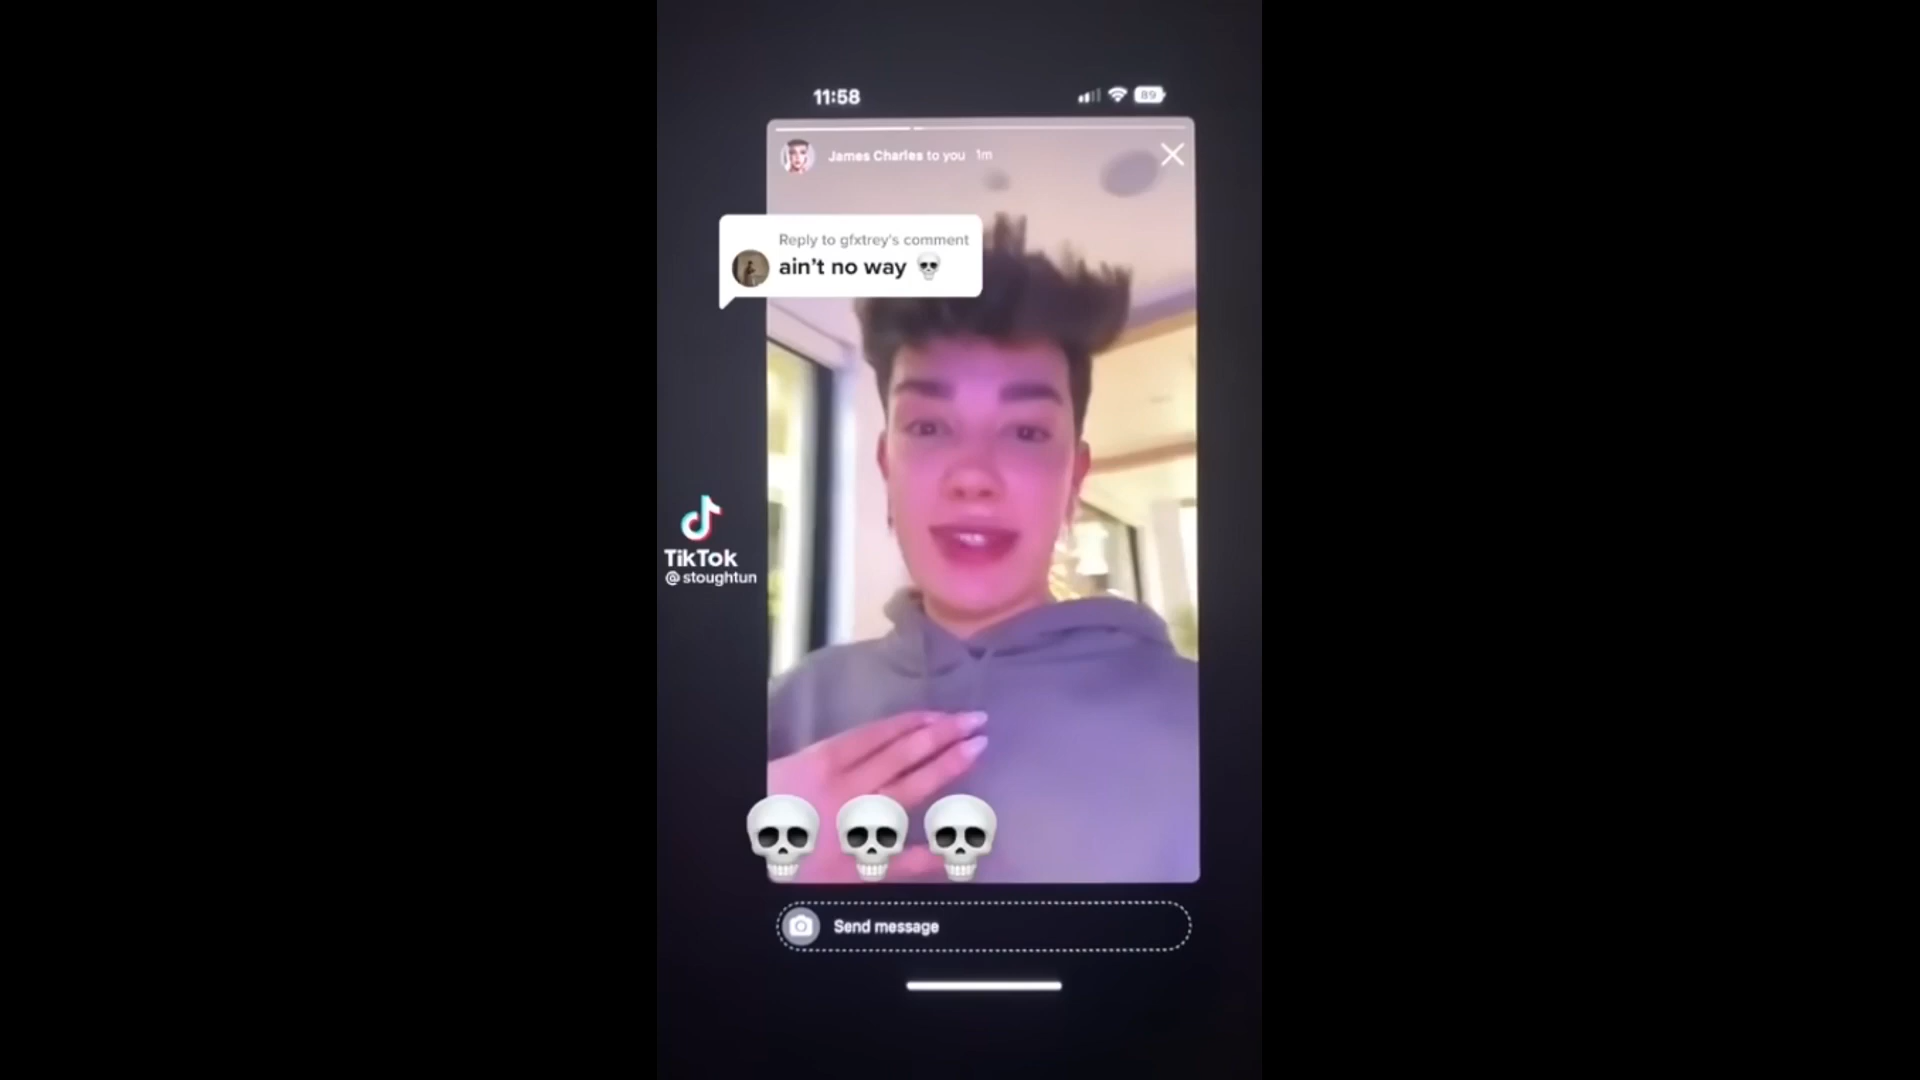 11:58
89
James Charles to you 1m
Reply to gfxtrey's comment
ain't no way 💀
TikTok
@stoughtun
💀💀💀
Send message